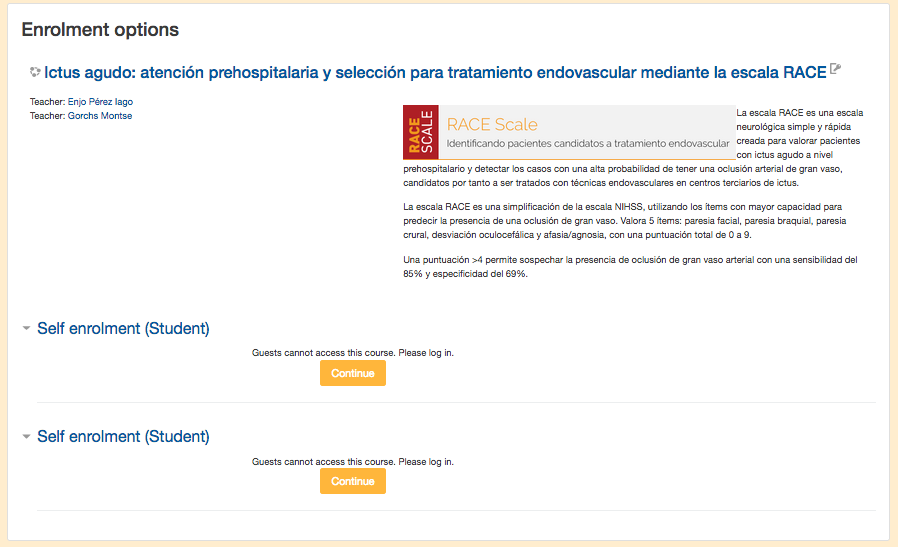 Enrolment options
Ictus agudo: atención prehospitalaria y selección para tratamiento endovascular mediante la escala RACE
Teacher: Enjo Pérez Iago
Teacher: Gorchs Montse
RACE
SCALE
RACE Scale
Identificando pacientes candidatos a tratamiento endovascular
La escala RACE es una escala
neurológica simple y rápida
creada para valorar pacientes
con ictus agudo a nivel
prehospitalario y detectar los casos con una alta probabilidad de tener una oclusión arterial de gran vaso,
candidatos por tanto a ser tratados con técnicas endovasculares en centros terciarios de ictus.
La escala RACE es una simplificación de la escala NIHSS, utilizando los ítems con mayor capacidad para
predecir la presencia de una oclusión de gran vaso. Valora 5 ítems: paresia facial, paresia braquial, paresia
crural, desviación oculocefálica y afasia/agnosia, con una puntuación total de 0 a 9.
Una puntuación >4 permite sospechar la presencia de oclusión de gran vaso arterial con una sensibilidad del
85% y especificidad del 69%.
Self enrolment (Student)
Guests cannot access this course. Please log in.
Continue
Self enrolment (Student)
Guests cannot access this course. Please log in.
Continue